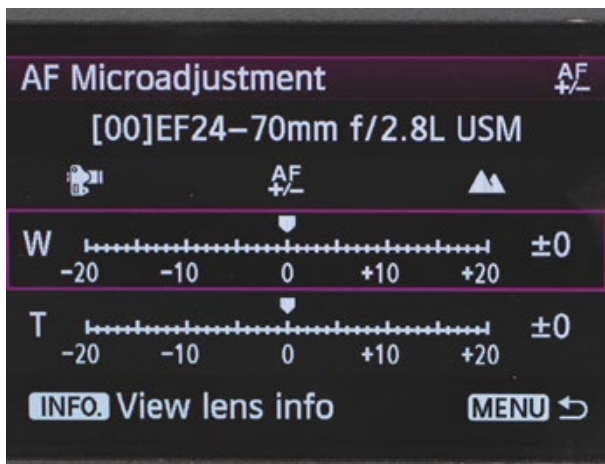 AF Microadjustment AF +/−
[00]EF24−70mm f/2.8L USM
AF +/−
W ±0
−20 −10 0 +10 +20
T ±0
−20 −10 0 +10 +20
INFO. View lens info MENU